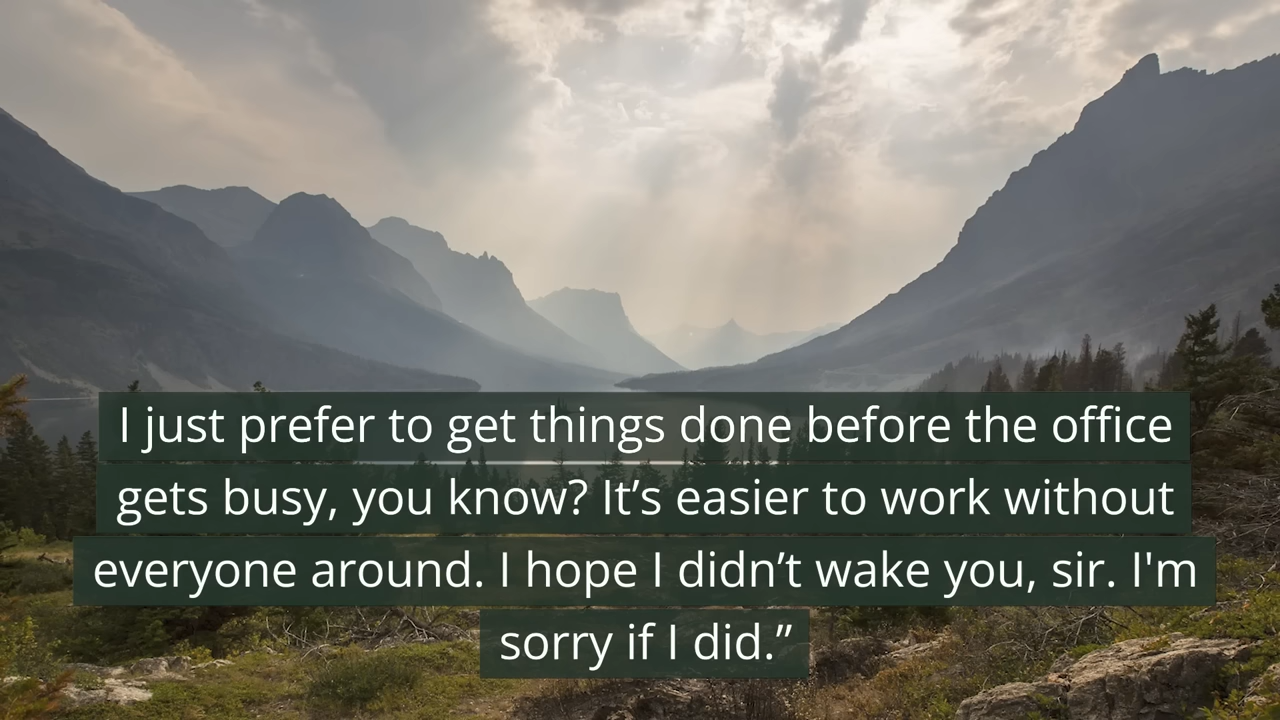 I just prefer to get things done before the office
gets busy, you know? It’s easier to work without
everyone around. I hope I didn’t wake you, sir. I'm
sorry if I did.”